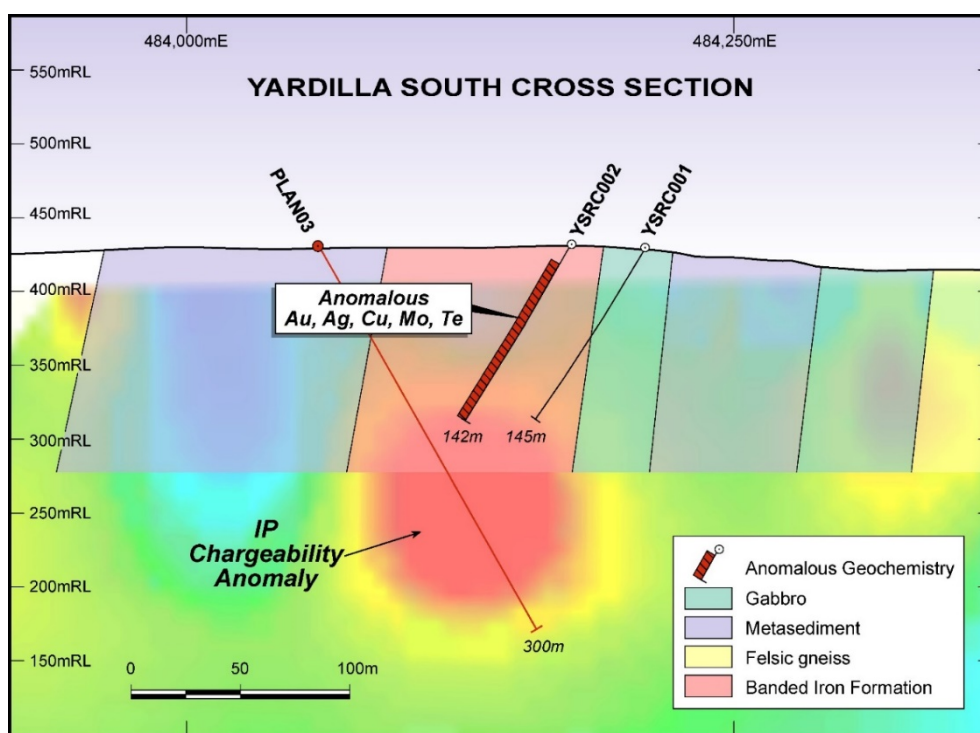 484,000mE
484,250mE
550mRL
YARDILLA SOUTH CROSS SECTION
500mRL
450mRL
PLAN03
YSRC002
YSRC001
400mRL
Anomalous
Au, Ag, Cu, Mo, Te
350mRL
300mRL
142m
145m
250mRL
IP
Chargeability
Anomaly
200mRL
150mRL
300m
0
50
100m
Anomalous Geochemistry
Gabbro
Metasediment
Felsic gneiss
Banded Iron Formation